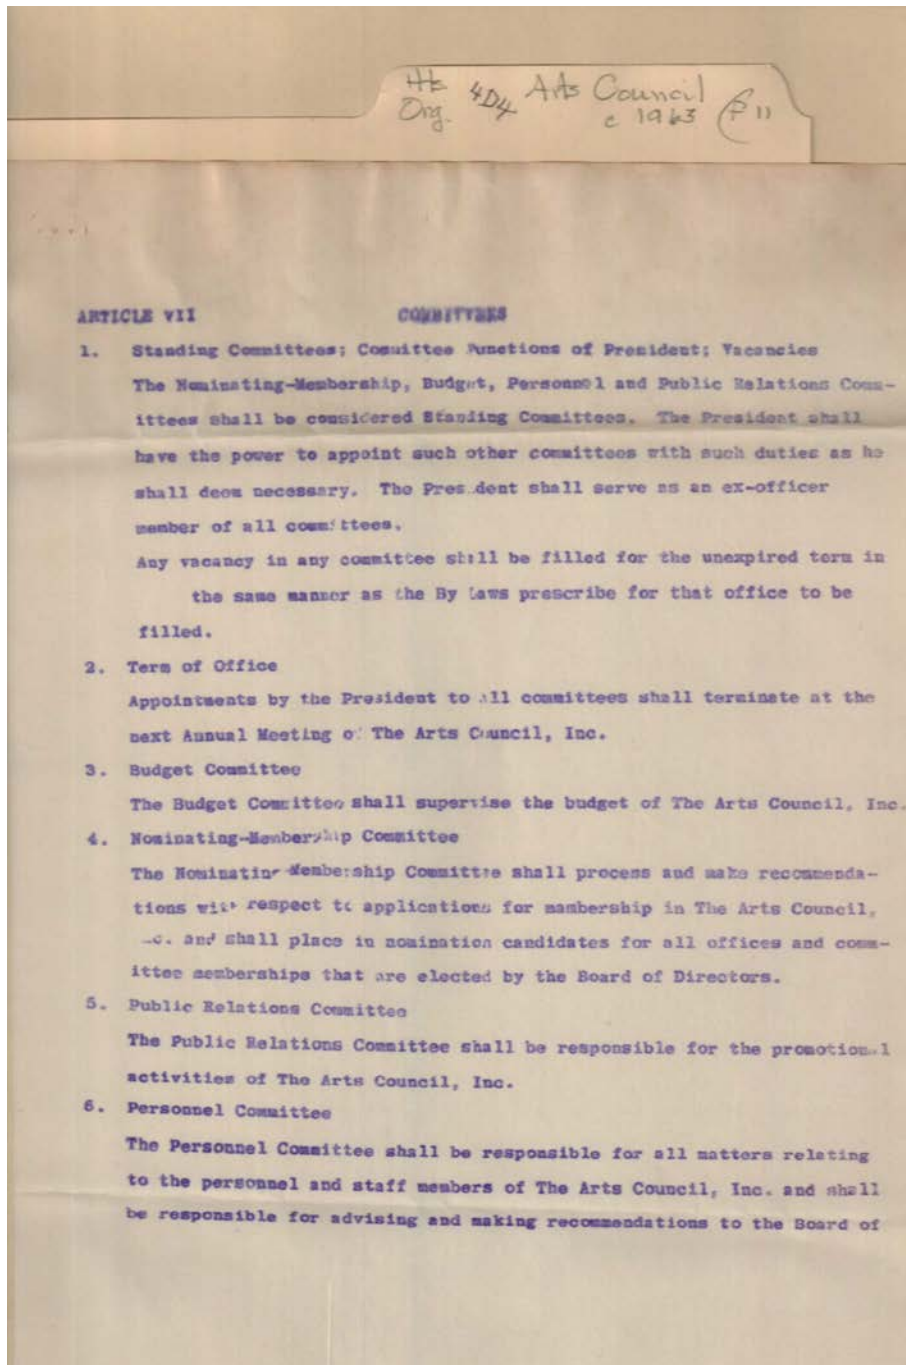 Arts Council
Org. 4D4 c 1963
ARTICLE VII COMMITTEES
1. Standing Committees; Committee Functions of President; Vacancies
The Nominating-Membership, Budget, Personnel and Public Relations Comm-
ittees shall be considered Standing Committees. The President shall
have the power to appoint such other committees with such duties as he
shall deem necessary. The President shall serve as an ex-officer
member of all committees.
Any vacancy in any committee shall be filled for the unexpired term in
the same manner as the By Laws prescribe for that office to be
filled.
2. Term of Office
Appointments by the President to all committees shall terminate at the
next Annual Meeting of The Arts Council, Inc.
3. Budget Committee
The Budget Committee shall supervise the budget of The Arts Council, Inc.
4. Nominating-Membership Committee
The Nominating-Membership Committee shall process and make recommenda-
tions with respect to applications for mambership in The Arts Council,
Inc. and shall place in nomination candidates for all offices and comm-
ittee memberships that are elected by the Board of Directors.
5. Public Relations Committee
The Public Relations Committee shall be responsible for the promotional
activities of The Arts Council, Inc.
6. Personnel Committee
The Personnel Committee shall be responsible for all matters relating
to the personnel and staff members of The Arts Council, Inc. and shall
be responsible for advising and making recommendations to the Board of